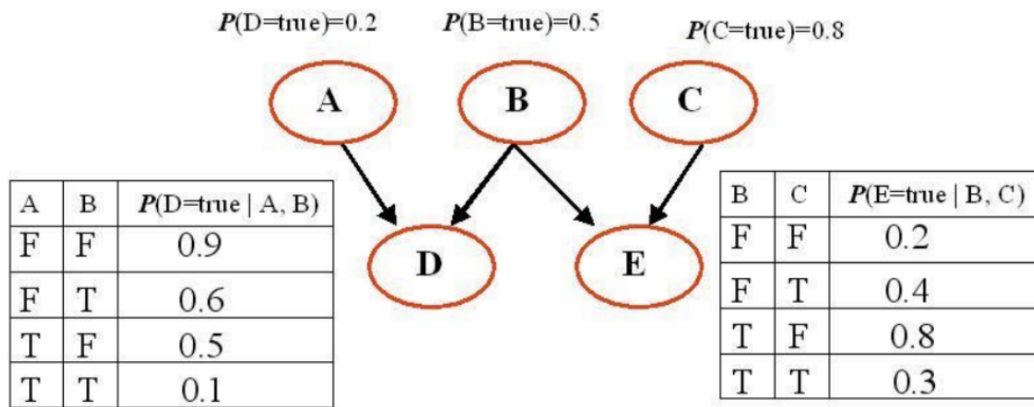 P(D=true)=0.2 P(B=true)=0.5 P(C=true)=0.8
A B C
A B P(D=true | A, B)
F F 0.9
F T 0.6
T F 0.5
T T 0.1
D E
B C P(E=true | B, C)
F F 0.2
F T 0.4
T F 0.8
T T 0.3